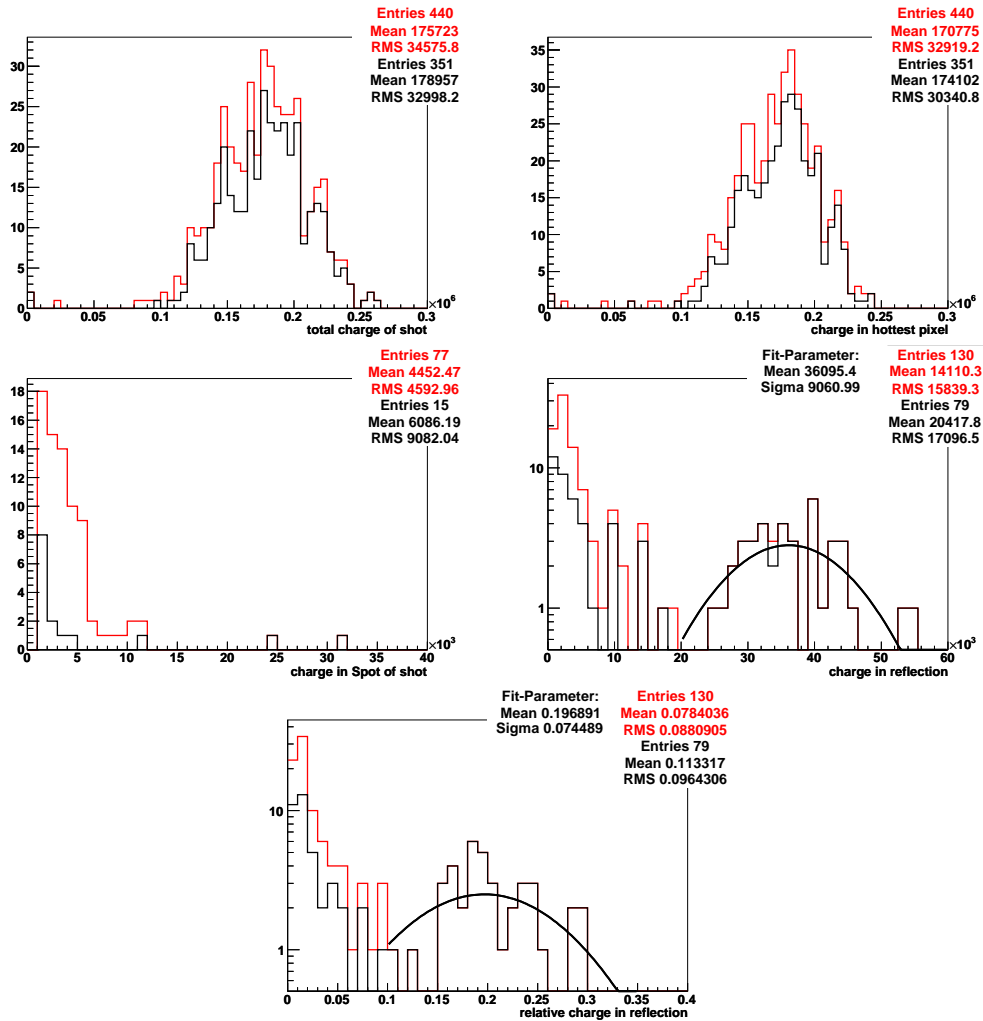 Entries 440
Mean 175723
RMS 34575.8
Entries 351
Mean 178957
RMS 32998.2
30
25
20
15
10
5
0
0 0.05 0.1 0.15 0.2 0.25 0.3
×10⁶
total charge of shot
Entries 440
Mean 170775
RMS 32919.2
Entries 351
Mean 174102
RMS 30340.8
35
30
25
20
15
10
5
0
0 0.05 0.1 0.15 0.2 0.25 0.3
×10⁶
charge in hottest pixel
Entries 77
Mean 4452.47
RMS 4592.96
Entries 15
Mean 6086.19
RMS 9082.04
18
16
14
12
10
8
6
4
2
0
0 5 10 15 20 25 30 35 40
×10³
charge in Spot of shot
Fit-Parameter:
Mean 36095.4
Sigma 9060.99
Entries 130
Mean 14110.3
RMS 15839.3
Entries 79
Mean 20417.8
RMS 17096.5
10
1
0 10 20 30 40 50 60
×10³
charge in reflection
Fit-Parameter:
Mean 0.196891
Sigma 0.074489
Entries 130
Mean 0.0784036
RMS 0.0880905
Entries 79
Mean 0.113317
RMS 0.0964306
10
1
0 0.05 0.1 0.15 0.2 0.25 0.3 0.35 0.4
relative charge in reflection